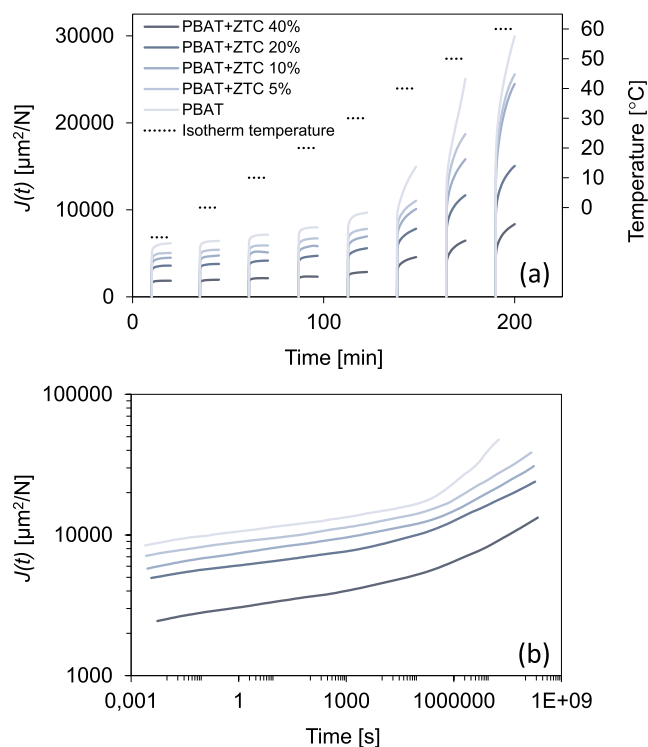 30000
20000
10000
0
J(t) [µm²/N]
PBAT+ZTC 40%
PBAT+ZTC 20%
PBAT+ZTC 10%
PBAT+ZTC 5%
PBAT
Isotherm temperature
60
50
40
30
20
10
0
Temperature [°C]
(a)
0
100
200
Time [min]
100000
10000
1000
J(t) [µm²/N]
(b)
0,001
1
1000
1000000
1E+09
Time [s]